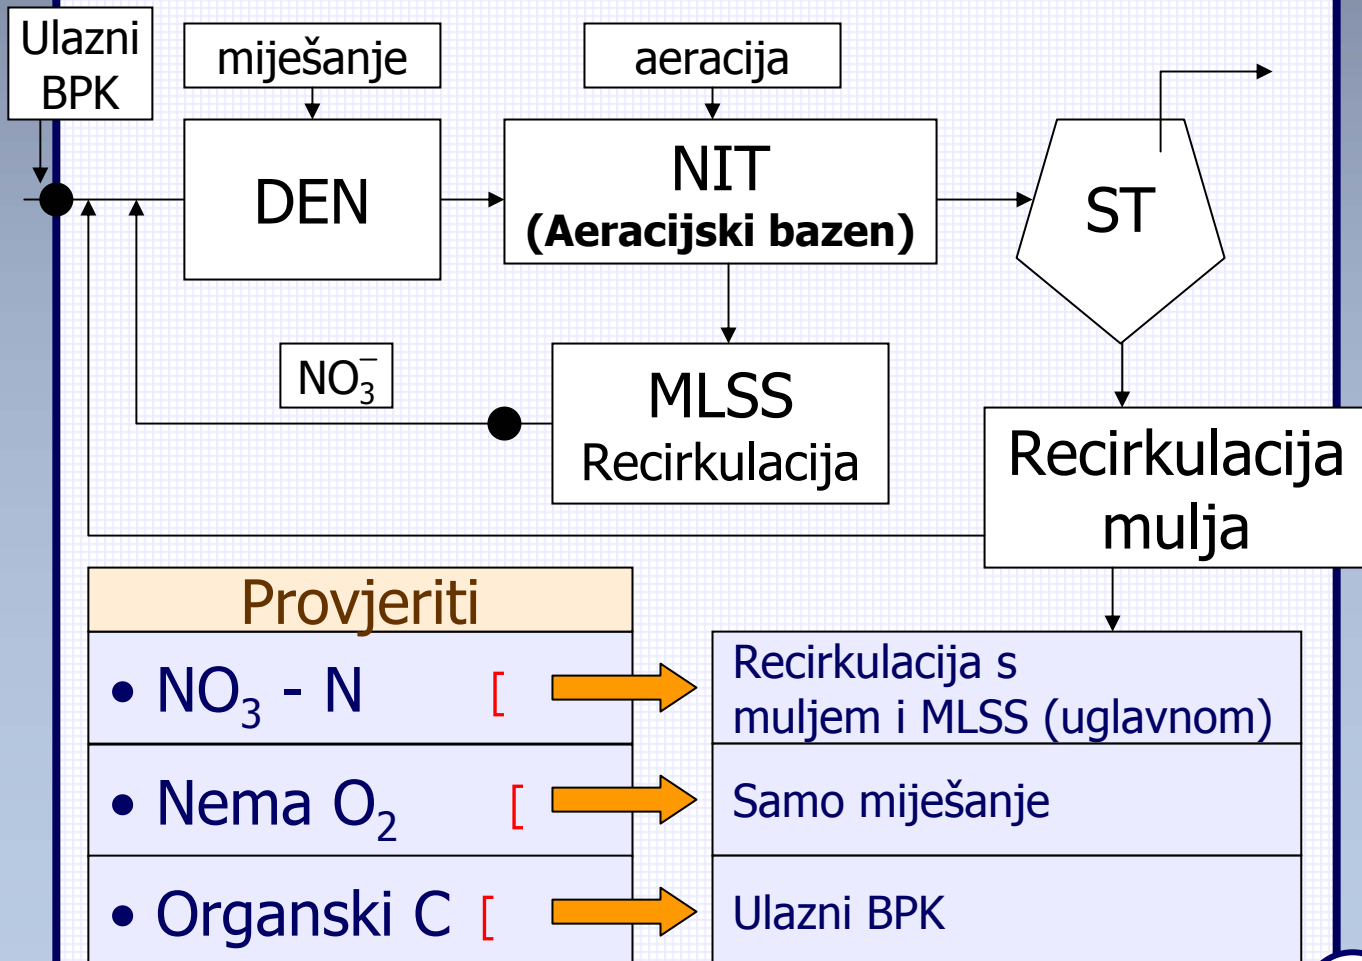 Ulazni
BPK
miješanje
aeracija
DEN
NIT
(Aeracijski bazen)
ST
NO₃⁻
MLSS
Recirkulacija
Recirkulacija
mulja
Provjeriti
• NO₃ - N [
Recirkulacija s
muljem i MLSS (uglavnom)
• Nema O₂ [
Samo miješanje
• Organski C [
Ulazni BPK